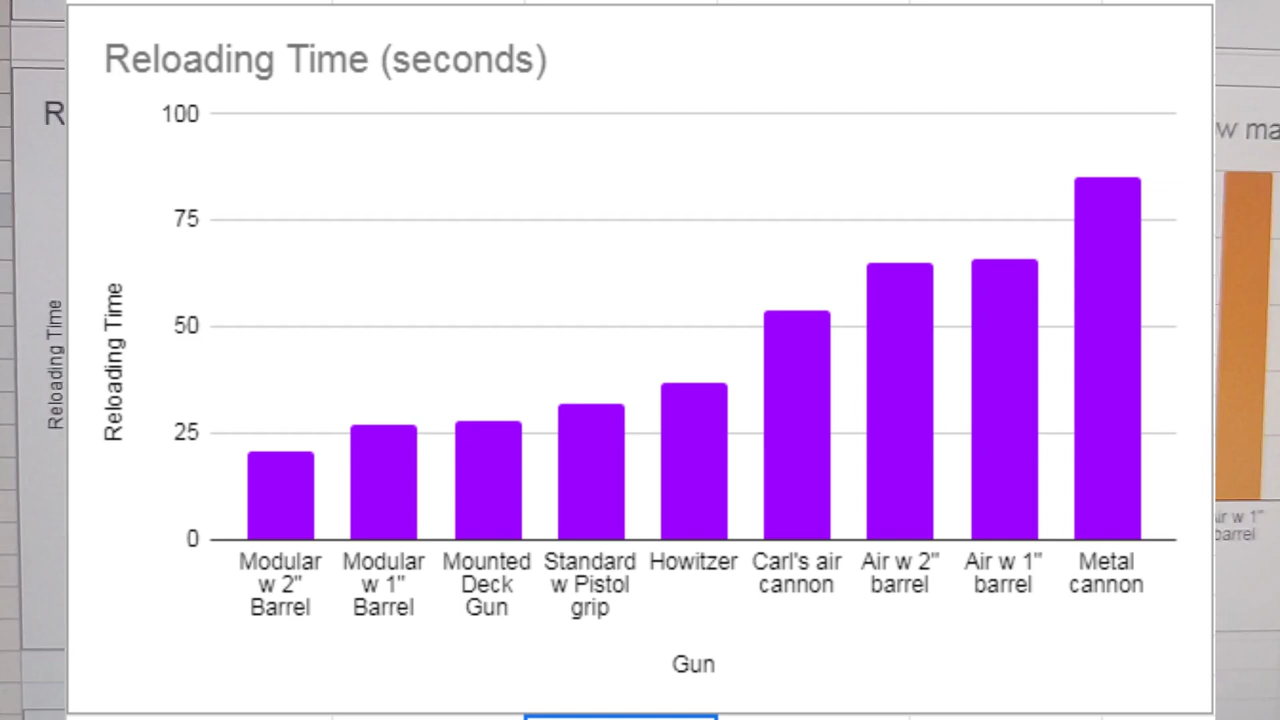 Reloading Time (seconds)
R
w ma
100
75
50
25
0
Reloading Time
Reloading Time
Modular
w 2"
Barrel
Modular
w 1"
Barrel
Mounted
Deck
Gun
Standard
w Pistol
grip
Howitzer
Carl's air
cannon
Air w 2"
barrel
Air w 1"
barrel
Metal
cannon
Gun
ir w 1"
barrel